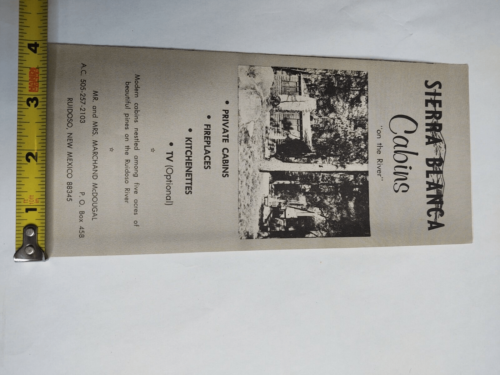 SIERRA BLANCA
Cabins
"on the River"
• PRIVATE CABINS
• FIREPLACES
• KITCHENETTES
• TV (Optional)
Modern cabins nestled among five acres of
beautiful pines on the Ruidoso River
MR. and MRS. MARCHAND McDOUGAL
A.C. 505-257-2103 P. O. Box 458
RUIDOSO, NEW MEXICO 88345
1
2
3
4